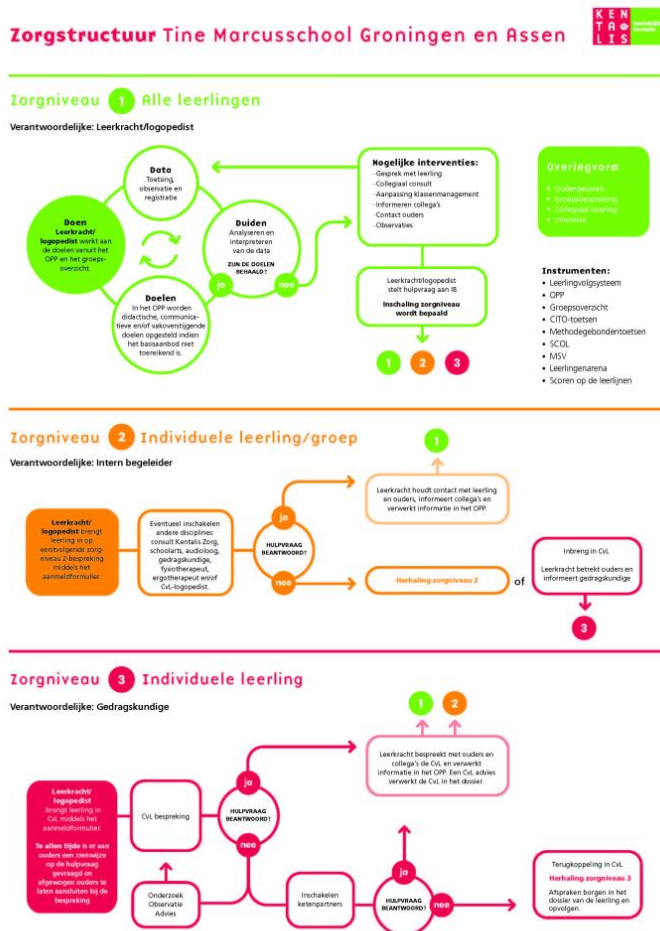 Zorgstructuur Tine Marcusschool Groningen en Assen
KEN
TA
LIS
Zorgniveau 1 Alle leerlingen
Verantwoordelijke: Leerkracht/logopedist
Data
Toetsing,
observatie en
registratie
Doen
Leerkracht/
logopedist werkt aan
de doelen vanuit het
OPP en het groeps-
overzicht.
Duiden
Analyseren en
interpreteren
van de data
ZIJN DE DOELEN
BEHAALD?
ja
nee
Doelen
In het OPP worden
didactische, communica-
tieve en/of vakoverstijgende
doelen opgesteld indien
het basisaanbod niet
toereikend is.
Mogelijke interventies:
- Gesprek met leerling
- Collegiaal consult
- Aanpassing klassenmanagement
- Informeren collega's
- Contact ouders
- Observaties
Leerkracht/logopedist
stelt hulpvraag aan IB
Inschaling zorgniveau
wordt bepaald
1 2 3
Overlegvorm
• Oudergesprek
• Groepsbespreking
• Collegiaal overleg
• Intervisie
Instrumenten:
• Leerlingvolgsysteem
• OPP
• Groepsoverzicht
• CITO-toetsen
• Methodegebondentoetsen
• SCOL
• MSV
• Leerlingenarena
• Scoren op de leerlijnen
Zorgniveau 2 Individuele leerling/groep
Verantwoordelijke: Intern begeleider
Leerkracht/
logopedist brengt
leerling in op
eerstvolgende zorg-
niveau 2-bespreking
middels het
aanmeldformulier.
Eventueel inschakelen
andere disciplines:
consult Kentalis Zorg,
schoolarts, audioloog,
gedragskundige,
fysiotherapeut,
ergotherapeut en/of
CvL-logopedist.
ja
HULPVRAAG
BEANTWOORD?
nee
1
Leerkracht houdt contact met leerling
en ouders, informeert collega's en
verwerkt informatie in het OPP.
Herhaling zorgniveau 2
of
Inbreng in CvL
Leerkracht betrekt ouders en
informeert gedragskundige
3
Zorgniveau 3 Individuele leerling
Verantwoordelijke: Gedragskundige
Leerkracht/
logopedist
brengt leerling in
CvL middels het
aanmeldformulier.
Te allen tijde is er aan
ouders een zienwijze
op de hulpvraag
gevraagd en
afgewogen ouders te
laten aansluiten bij de
bespreking
CvL bespreking
Onderzoek
Observatie
Advies
ja
HULPVRAAG
BEANTWOORD?
nee
1 2
Leerkracht bespreekt met ouders en
collega's de CvL en verwerkt
informatie in het OPP. Een CvL advies
verwerkt de CvL in het dossier.
Inschakelen
ketenpartners
ja
HULPVRAAG
BEANTWOORD?
nee
Terugkoppeling in CvL
Herhaling zorgniveau 3
Afspraken borgen in het
dossier van de leerling en
opvolgen.